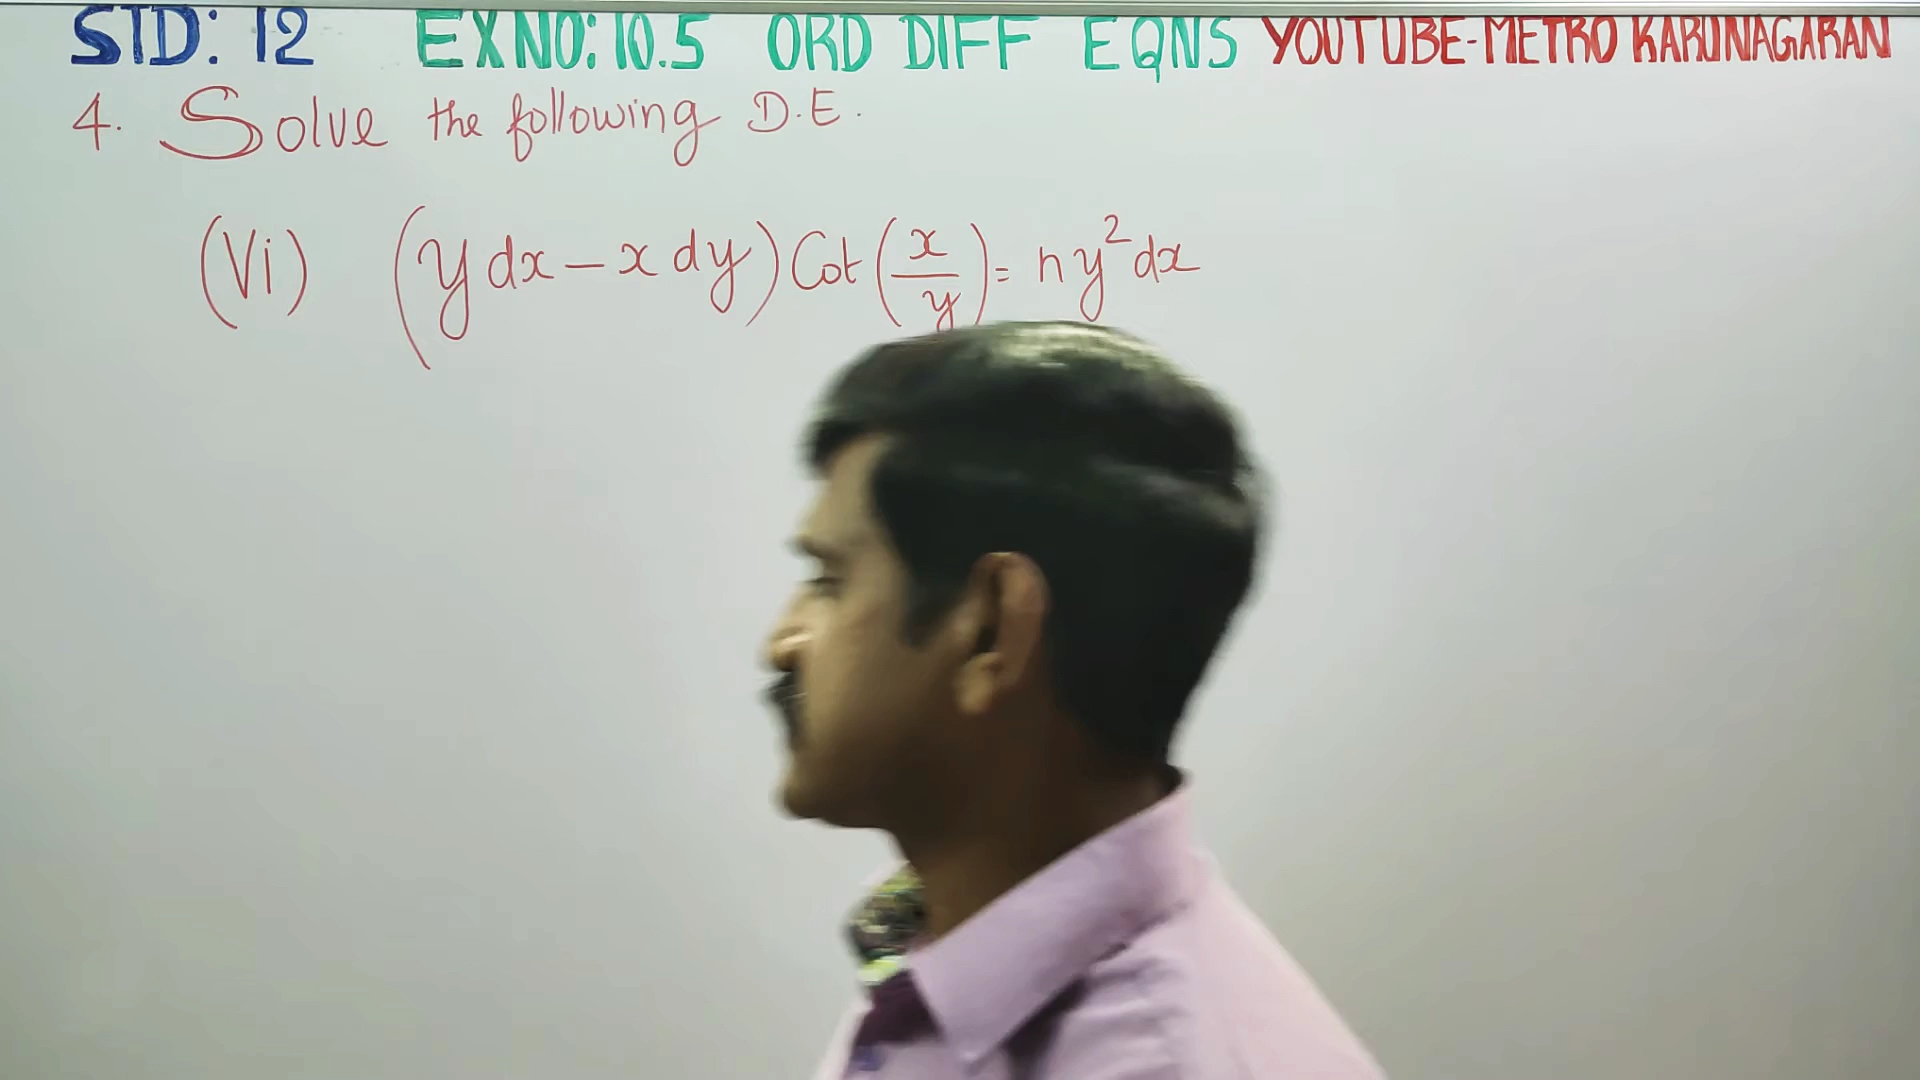 STD: 12 EXNO: 10.5 ORD DIFF EQNS YOUTUBE-METRO KARUNAGARAN
4. Solve the following D.E.
(Vi) (y dx - x dy) Cot (x/y) = n y² dx